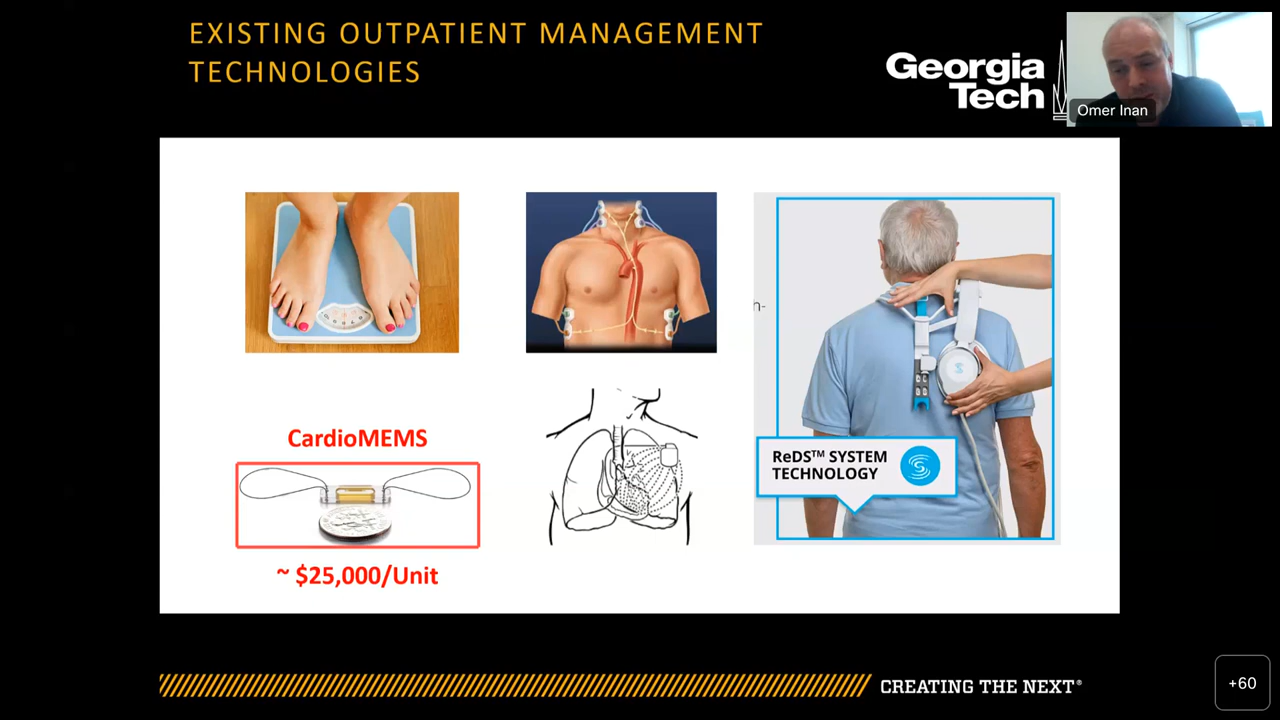 EXISTING OUTPATIENT MANAGEMENT
TECHNOLOGIES
Georgia
Tech
Omer Inan
h-
CardioMEMS
~ $25,000/Unit
ReDS™ SYSTEM
TECHNOLOGY
CREATING THE NEXT®
+60